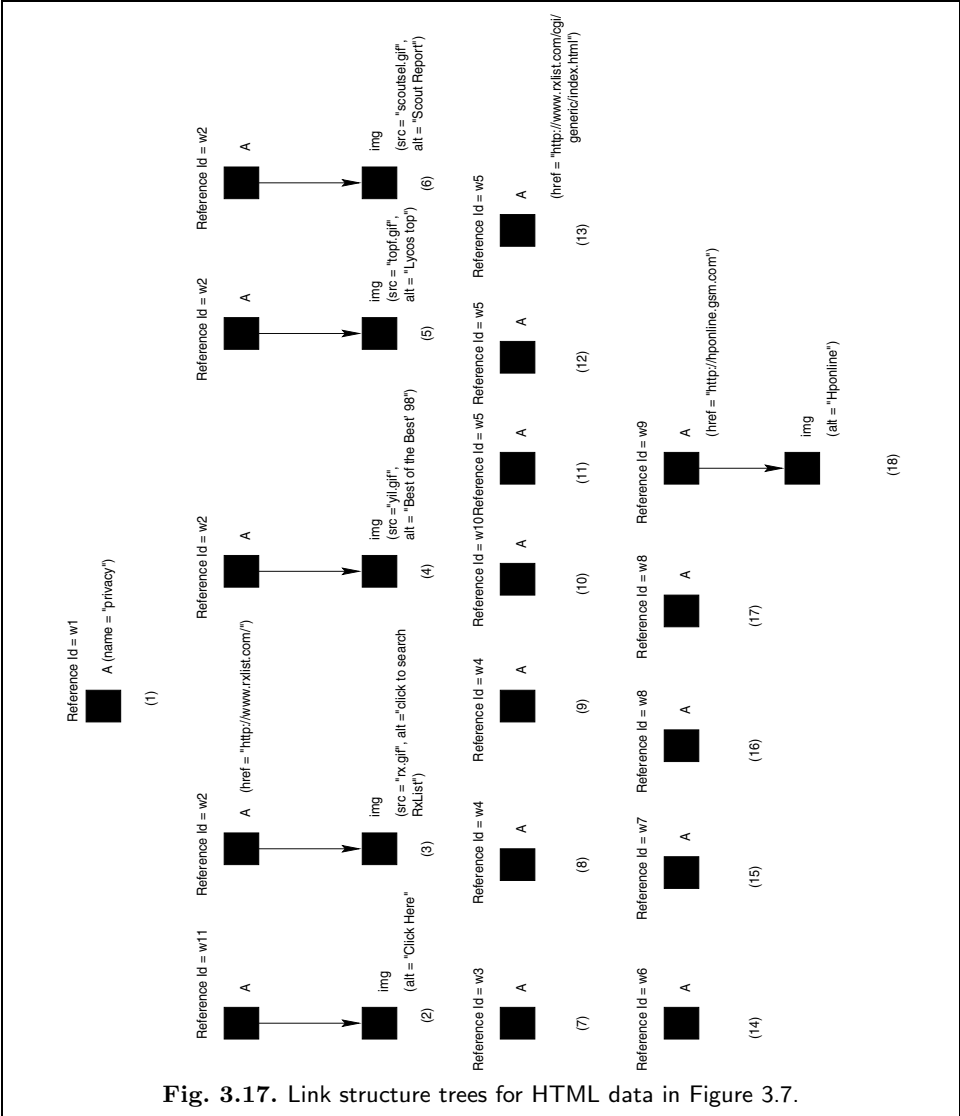 Reference Id = w1
A (name = "privacy")
(1)
Reference Id = w11
A
img
(alt = "Click Here"
(2)
Reference Id = w2
A (href = "http://www.rxlist.com/")
img
(src = "rx.gif", alt ="click to search
RxList")
(3)
Reference Id = w2
A
img
(src ="yil.gif",
alt = "Best of the Best' 98")
(4)
Reference Id = w2
A
img
(src = "topf.gif",
alt = "Lycos top")
(5)
Reference Id = w2
A
img
(src = "scoutsel.gif",
alt = "Scout Report")
(6)
Reference Id = w3
A
(7)
Reference Id = w4
A
(8)
Reference Id = w4
A
(9)
Reference Id = w10
A
(10)
Reference Id = w5
A
(11)
Reference Id = w5
A
(12)
Reference Id = w5
A
(href = "http://www.rxlist.com/cgi/
generic/index.html")
(13)
Reference Id = w6
A
(14)
Reference Id = w7
A
(15)
Reference Id = w8
A
(16)
Reference Id = w8
A
(17)
Reference Id = w9
A
(href = "http://hponline.gsm.com")
img
(alt = "Hponline")
(18)
Fig. 3.17. Link structure trees for HTML data in Figure 3.7.